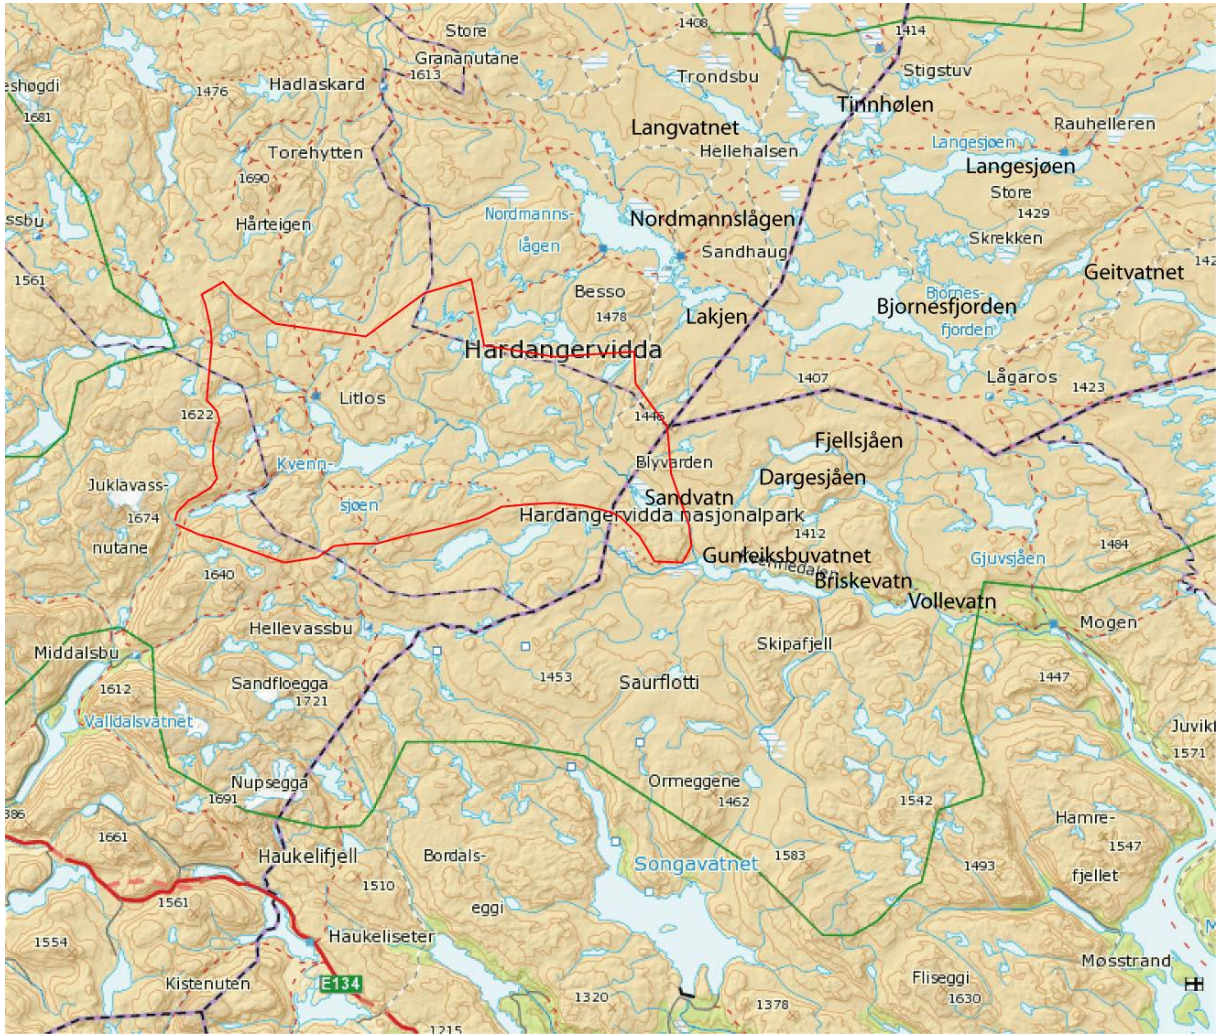 1408
1414
Store
Grananutane
1613
Stigstuv
Trondsbu
eshøgdi
1476
Hadlaskard
Tinnhølen
1681
Langvatnet
Rauhelleren
Langesjøen
Torehytten
Hellehalsen
Langesjøen
1690
Store
1429
Nordmanns-
lågen
Nordmannslågen
ssbu
Hårteigen
Sandhaug
Skrekken
1561
Geitvatnet
142
Besso
1478
Bjornes-
fjorden
Bjornesfjorden
Lakjen
Hardangervidda
Lågaros
1407
1423
Litlos
1622
1446
Fjellsjåen
Kvenn-
sjøen
Blyvarden
Juklavass-
1674
nutane
Dargesjåen
Sandvatn
Hardangervidda nasjonalpark
1412
1484
Gjuvsjåen
Gunleiksbuvatnet
1640
Briskevatn
Vollevatn
Hellevassbu
Mogen
Middalsbu
Skipafjell
1612
Sandfloegga
1721
1453
Saurflotti
1447
Valldalsvatnet
1571
Nupsegga
1691
Ormeggene
1462
1542
386
1661
Hamre-
1547
fjellet
Haukelifjell
Bordals-
eggi
Songavatnet
1583
1493
1510
1561
1554
Haukeliseter
Møsstrand
Kistenuten
E134
Fliseggi
1630
1320
1378
1215